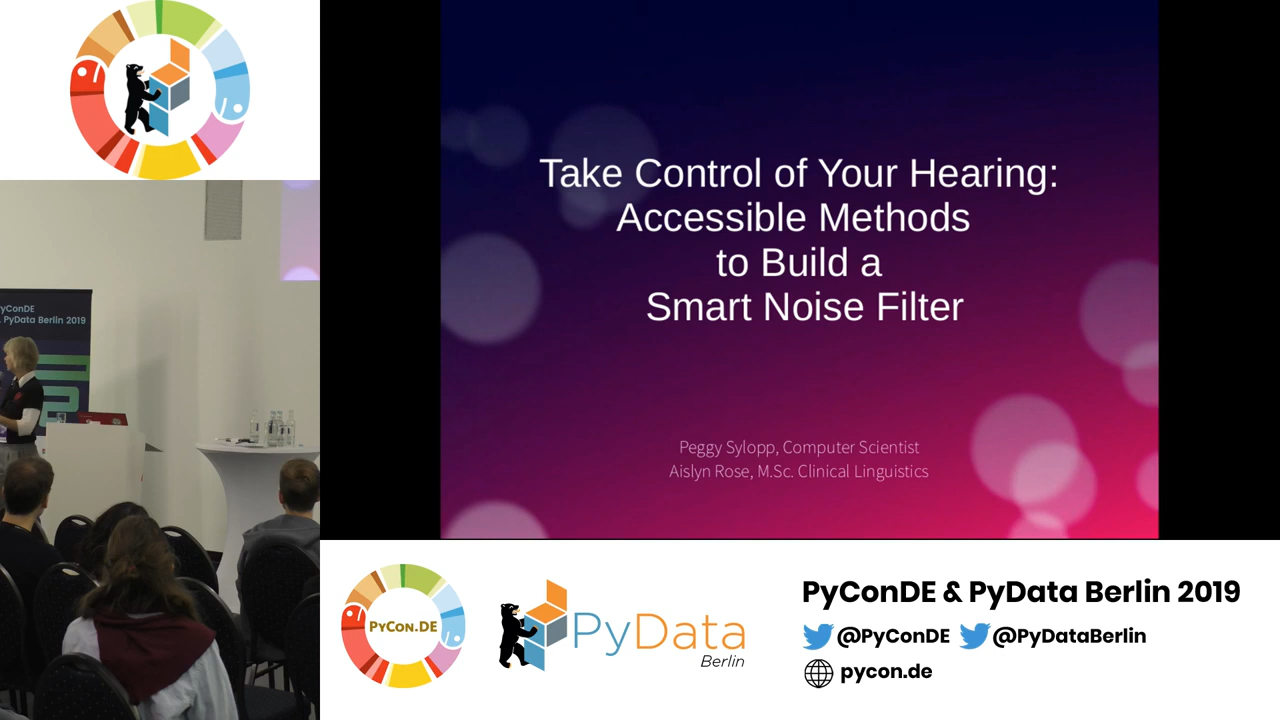 yConDE
PyData Berlin 2019
Take Control of Your Hearing:
Accessible Methods
to Build a
Smart Noise Filter
Peggy Sylopp, Computer Scientist
Aislyn Rose, M.Sc. Clinical Linguistics
PYCON.DE
PyData
Berlin
PyConDE & PyData Berlin 2019
@PyConDE @PyDataBerlin
pycon.de